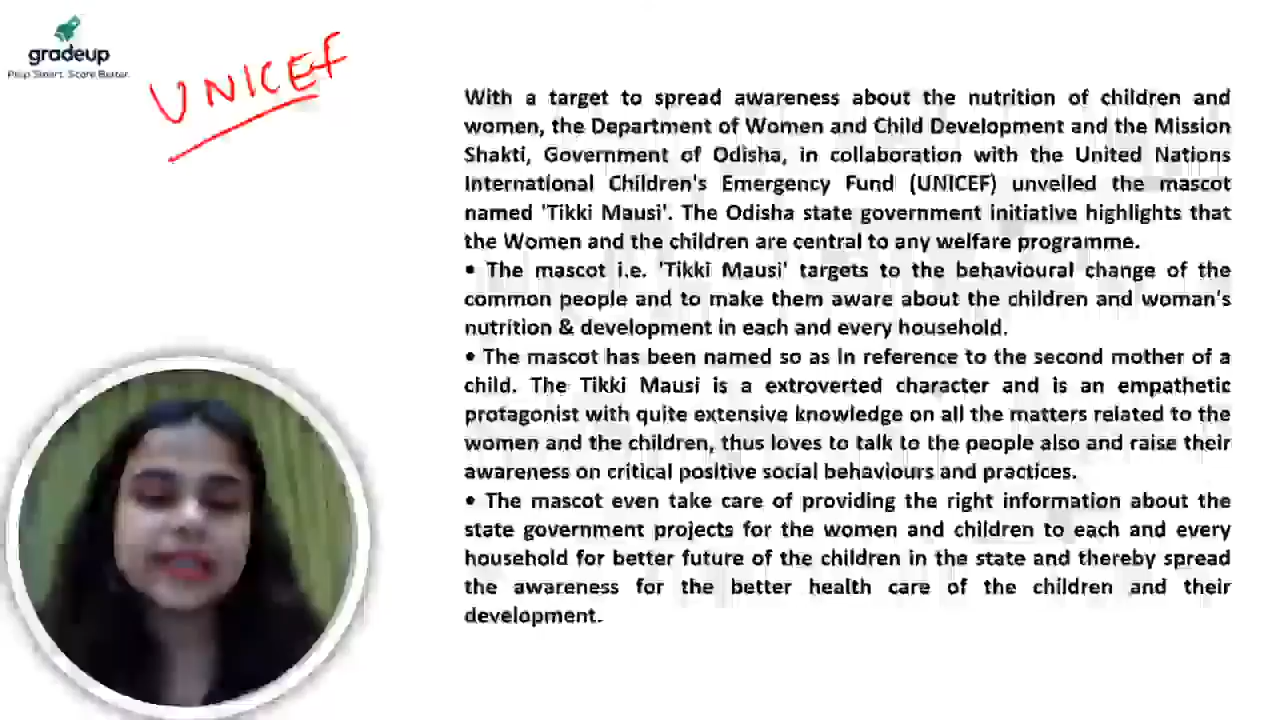 gradeup
Prep Smart. Score Better.
UNICEF
With a target to spread awareness about the nutrition of children and
women, the Department of Women and Child Development and the Mission
Shakti, Government of Odisha, in collaboration with the United Nations
International Children's Emergency Fund (UNICEF) unveiled the mascot
named 'Tikki Mausi'. The Odisha state government initiative highlights that
the Women and the children are central to any welfare programme.
• The mascot i.e. 'Tikki Mausi' targets to the behavioural change of the
common people and to make them aware about the children and woman's
nutrition & development in each and every household.
• The mascot has been named so as in reference to the second mother of a
child. The Tikki Mausi is a extroverted character and is an empathetic
protagonist with quite extensive knowledge on all the matters related to the
women and the children, thus loves to talk to the people also and raise their
awareness on critical positive social behaviours and practices.
• The mascot even take care of providing the right information about the
state government projects for the women and children to each and every
household for better future of the children in the state and thereby spread
the awareness for the better health care of the children and their
development.